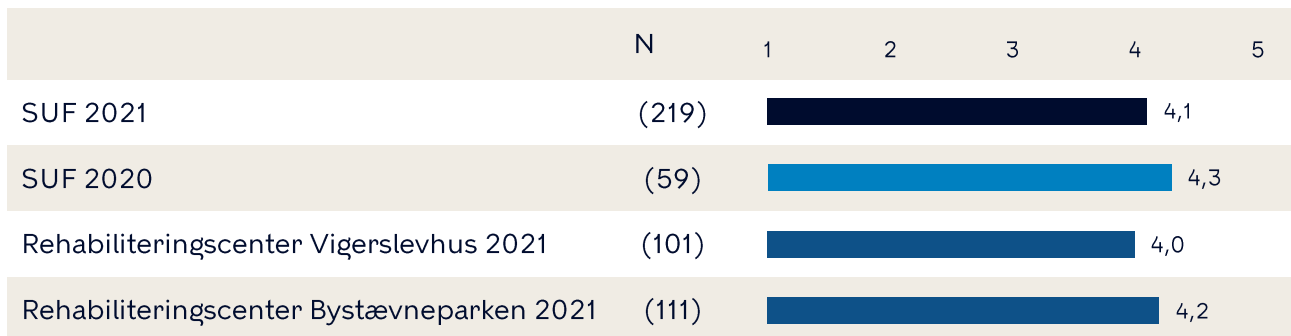 N 1 2 3 4 5
SUF 2021 (219) 4,1
SUF 2020 (59) 4,3
Rehabiliteringscenter Vigerslevhus 2021 (101) 4,0
Rehabiliteringscenter Bystævneparken 2021 (111) 4,2